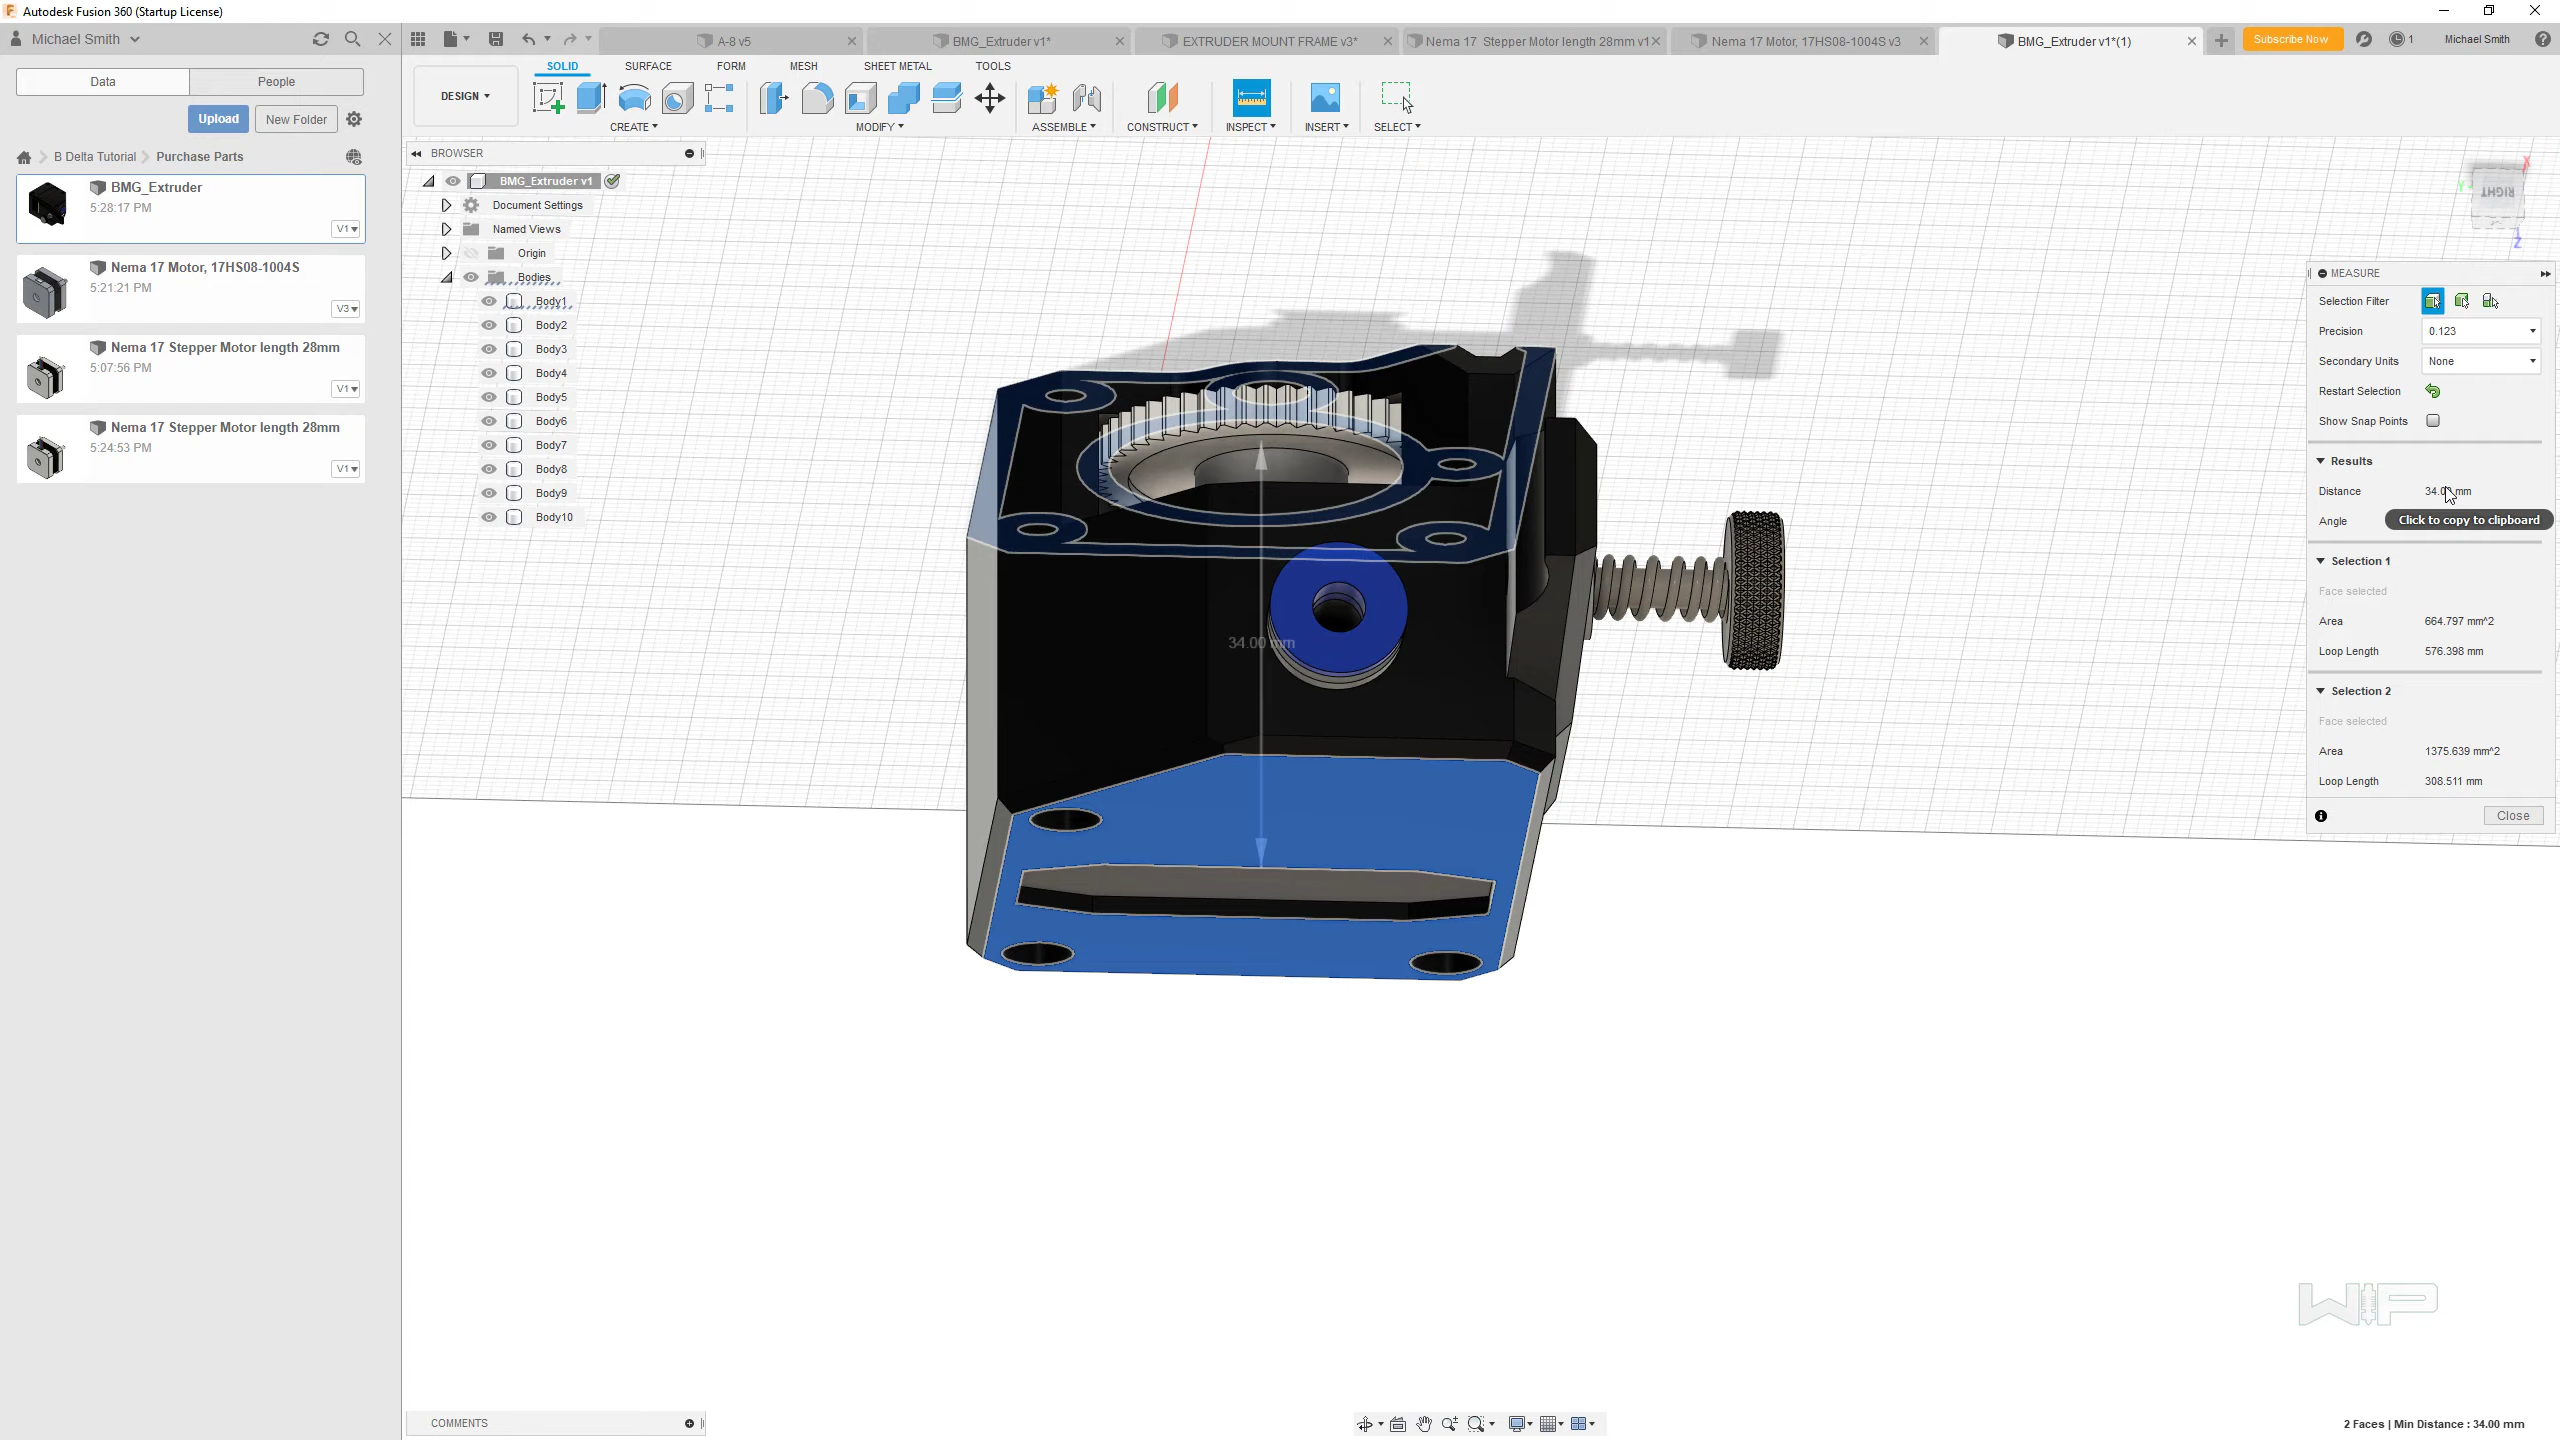 Autodesk Fusion 360 (Startup License)
Michael Smith
A-8 v5
BMG_Extruder v1*
EXTRUDER MOUNT FRAME v3*
Nema 17 Stepper Motor length 28mm v1
Nema 17 Motor, 17HS08-1004S v3
BMG_Extruder v1*(1)
Subscribe Now
1
Michael Smith
Data
People
Upload
New Folder
B Delta Tutorial
Purchase Parts
BMG_Extruder
5:28:17 PM
V1
Nema 17 Motor, 17HS08-1004S
5:21:21 PM
V3
Nema 17 Stepper Motor length 28mm
5:07:56 PM
V1
Nema 17 Stepper Motor length 28mm
5:24:53 PM
V1
DESIGN
SOLID
SURFACE
FORM
MESH
SHEET METAL
TOOLS
CREATE
MODIFY
ASSEMBLE
CONSTRUCT
INSPECT
INSERT
SELECT
BROWSER
BMG_Extruder v1
Document Settings
Named Views
Origin
Bodies
Body1
Body2
Body3
Body4
Body5
Body6
Body7
Body8
Body9
Body10
34.00 mm
X
Y
RIGHT
Z
MEASURE
Selection Filter
Precision
0.123
Secondary Units
None
Restart Selection
Show Snap Points
Results
Distance
mm
Angle
Click to copy to clipboard
Selection 1
Face selected
Area
664.797 mm^2
Loop Length
576.398 mm
Selection 2
Face selected
Area
1375.639 mm^2
Loop Length
308.511 mm
Close
WIP
COMMENTS
2 Faces | Min Distance : 34.00 mm